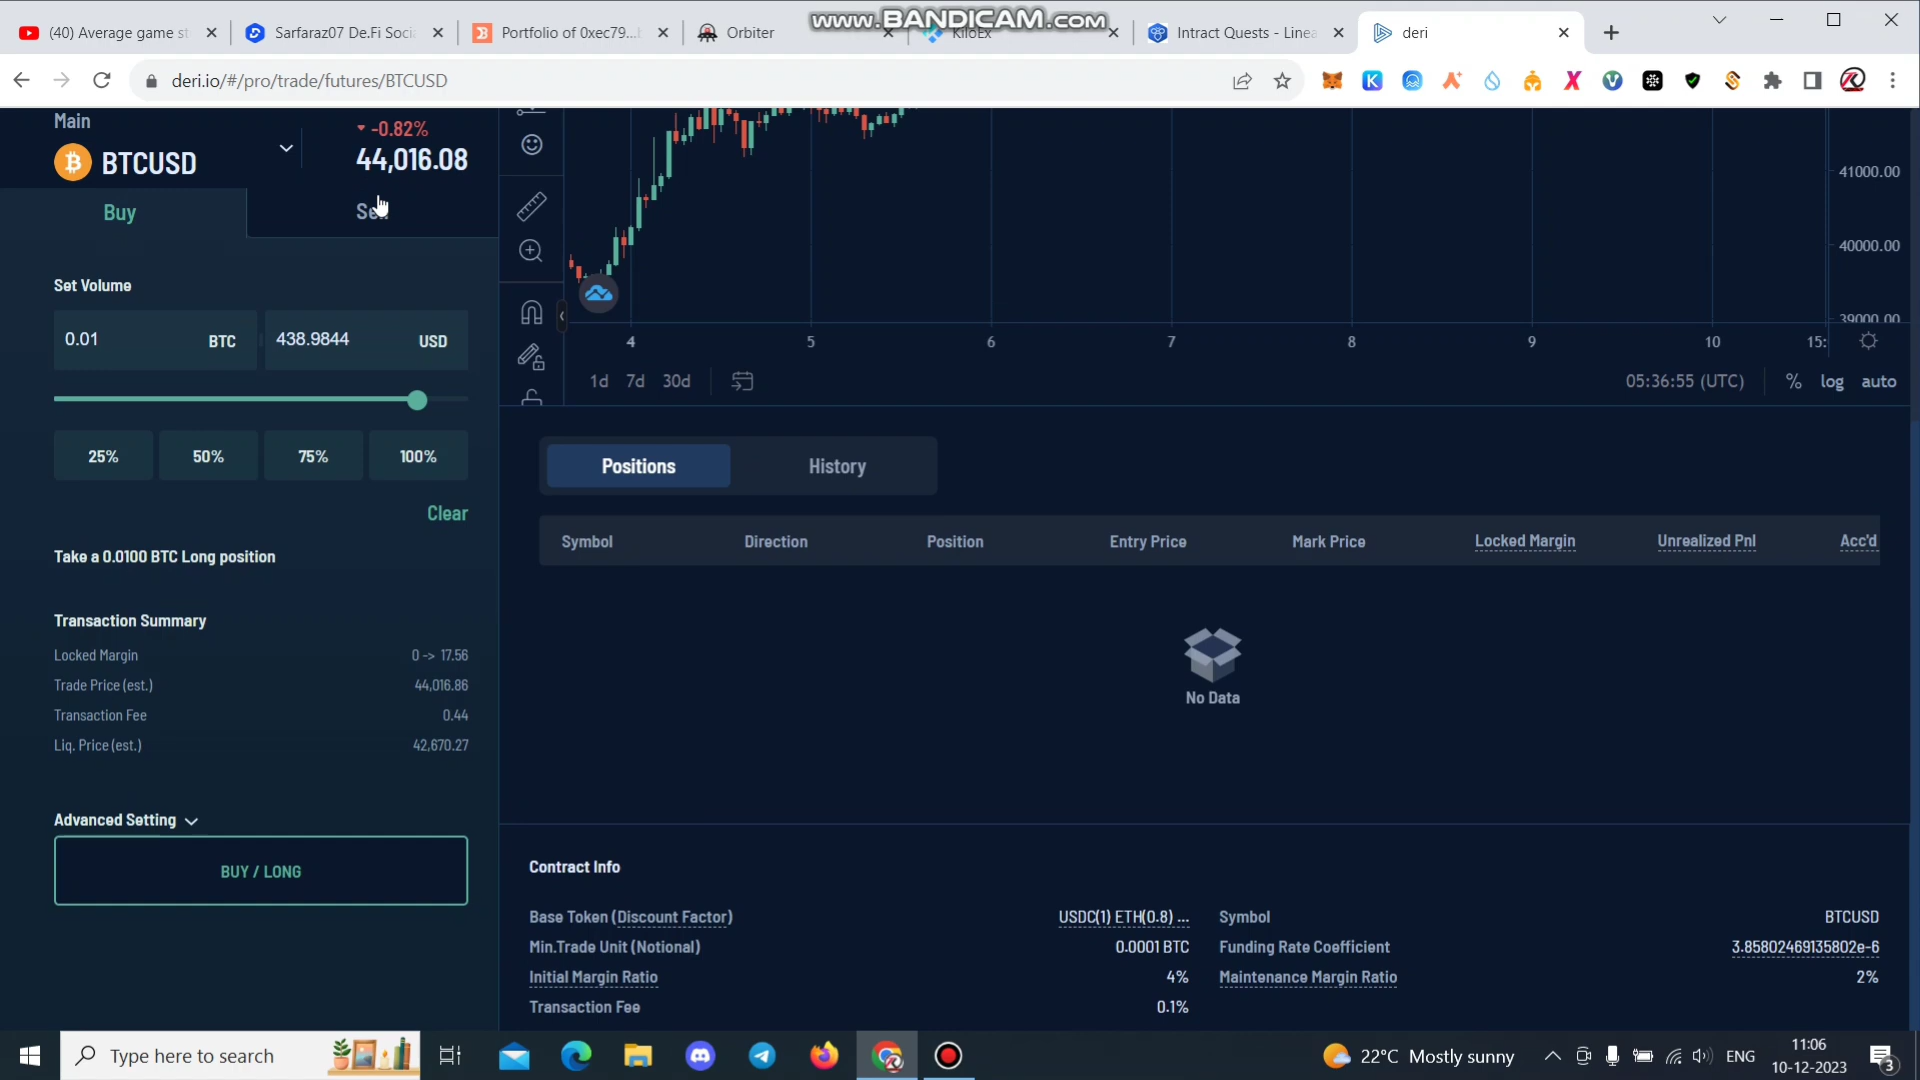 www.BANDICAM.com
(40) Average game st
Sarfaraz07 De.Fi Socia
Portfolio of 0xec79...
Orbiter
KiloEx
Intract Quests - Linea
deri
deri.io/#/pro/trade/futures/BTCUSD
Main
BTCUSD
-0.82%
44,016.08
Buy
Set Volume
0.01 BTC
438.9844 USD
25% 50% 75% 100%
Clear
Take a 0.0100 BTC Long position
Transaction Summary
Locked Margin 0 -> 17.56
Trade Price (est.) 44,016.86
Transaction Fee 0.44
Liq. Price (est.) 42,670.27
Advanced Setting
BUY / LONG
41000.00
40000.00
39000.00
4 5 6 7 8 9 10 15:
1d 7d 30d
05:36:55 (UTC) % log auto
Positions History
Symbol Direction Position Entry Price Mark Price Locked Margin Unrealized Pnl Acc'd
No Data
Contract Info
Base Token (Discount Factor) USDC(1) ETH(0.8) ...
Symbol BTCUSD
Min.Trade Unit (Notional) 0.0001 BTC
Funding Rate Coefficient 3.85802469135802e-6
Initial Margin Ratio 4%
Maintenance Margin Ratio 2%
Transaction Fee 0.1%
Type here to search
22°C Mostly sunny
ENG
11:06
10-12-2023
3